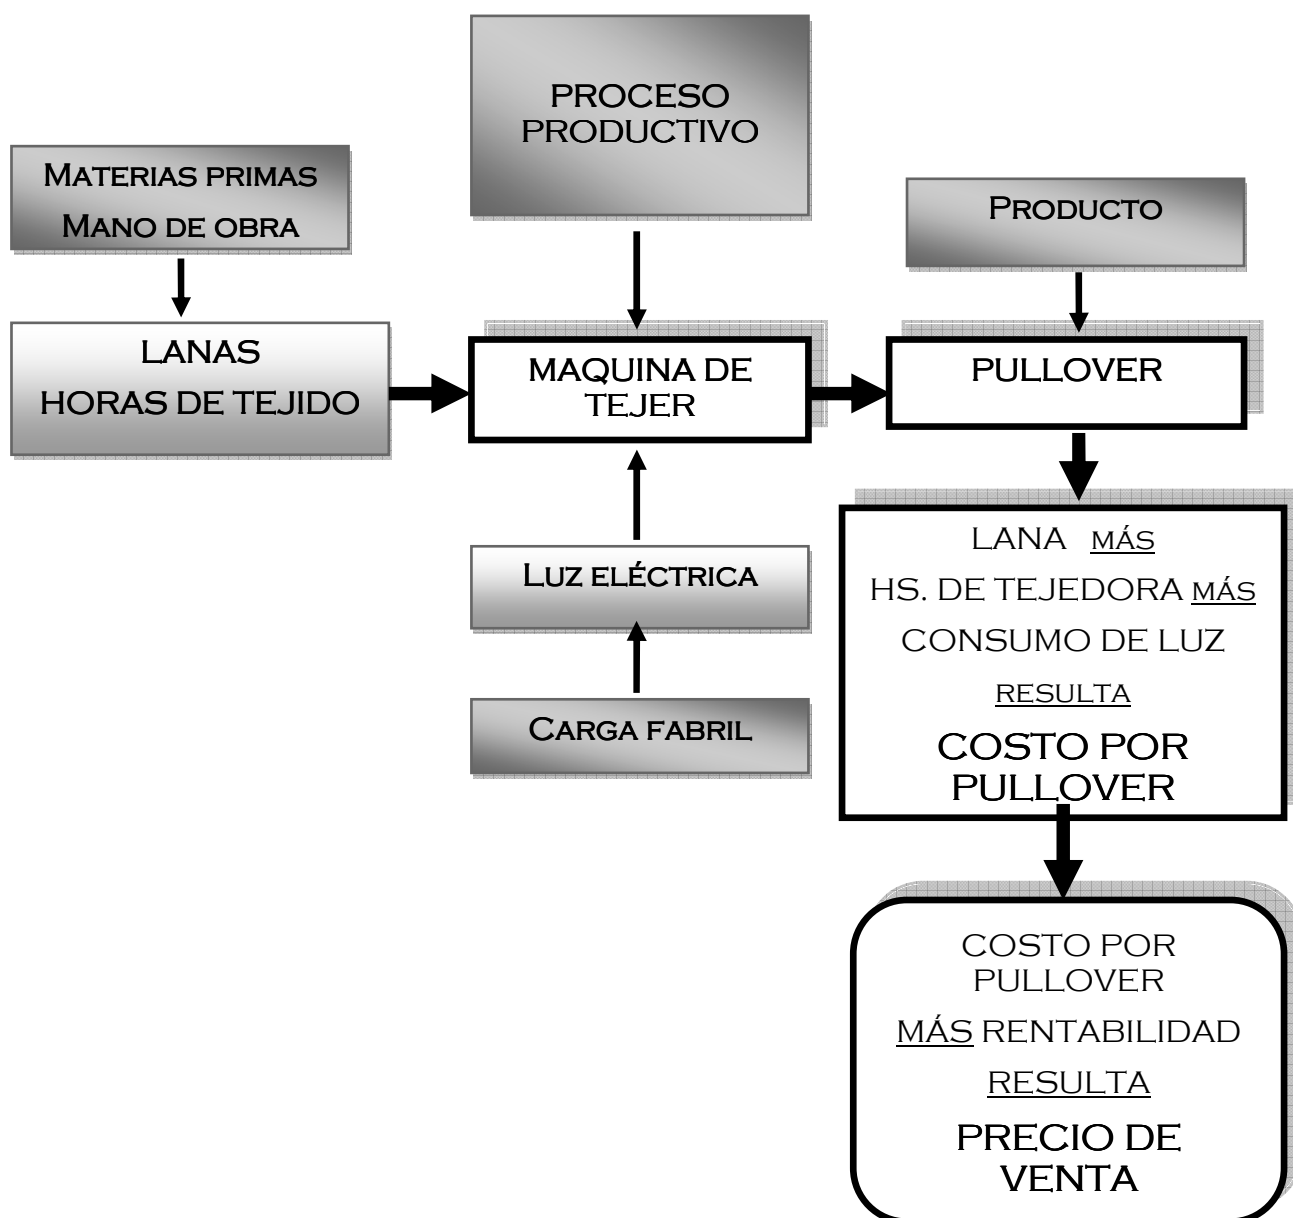 PROCESO
PRODUCTIVO
MATERIAS PRIMAS
MANO DE OBRA
PRODUCTO
LANAS
HORAS DE TEJIDO
MAQUINA DE
TEJER
PULLOVER
LUZ ELÉCTRICA
CARGA FABRIL
LANA MÁS
HS. DE TEJEDORA MÁS
CONSUMO DE LUZ
RESULTA
COSTO POR
PULLOVER
COSTO POR
PULLOVER
MÁS RENTABILIDAD
RESULTA
PRECIO DE
VENTA